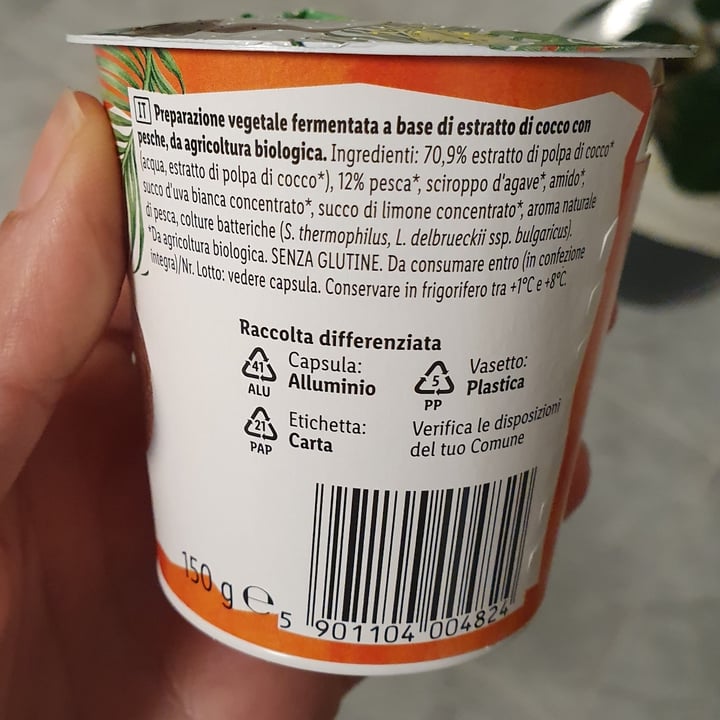 IT Preparazione vegetale fermentata a base di estratto di cocco con
pesche, da agricoltura biologica. Ingredienti: 70,9% estratto di polpa di cocco*
(acqua, estratto di polpa di cocco*), 12% pesca*, sciroppo d'agave*, amido*,
succo d'uva bianca concentrato*, succo di limone concentrato*, aroma naturale
di pesca, colture batteriche (S. thermophilus, L. delbrueckii ssp. bulgaricus).
*Da agricoltura biologica. SENZA GLUTINE. Da consumare entro (in confezione
integra)/Nr. Lotto: vedere capsula. Conservare in frigorifero tra +1°C e +8°C.
Raccolta differenziata
41
ALU
Capsula:
Alluminio
5
PP
Vasetto:
Plastica
21
PAP
Etichetta:
Carta
Verifica le disposizioni
del tuo Comune
150 g e
5 901104 004824